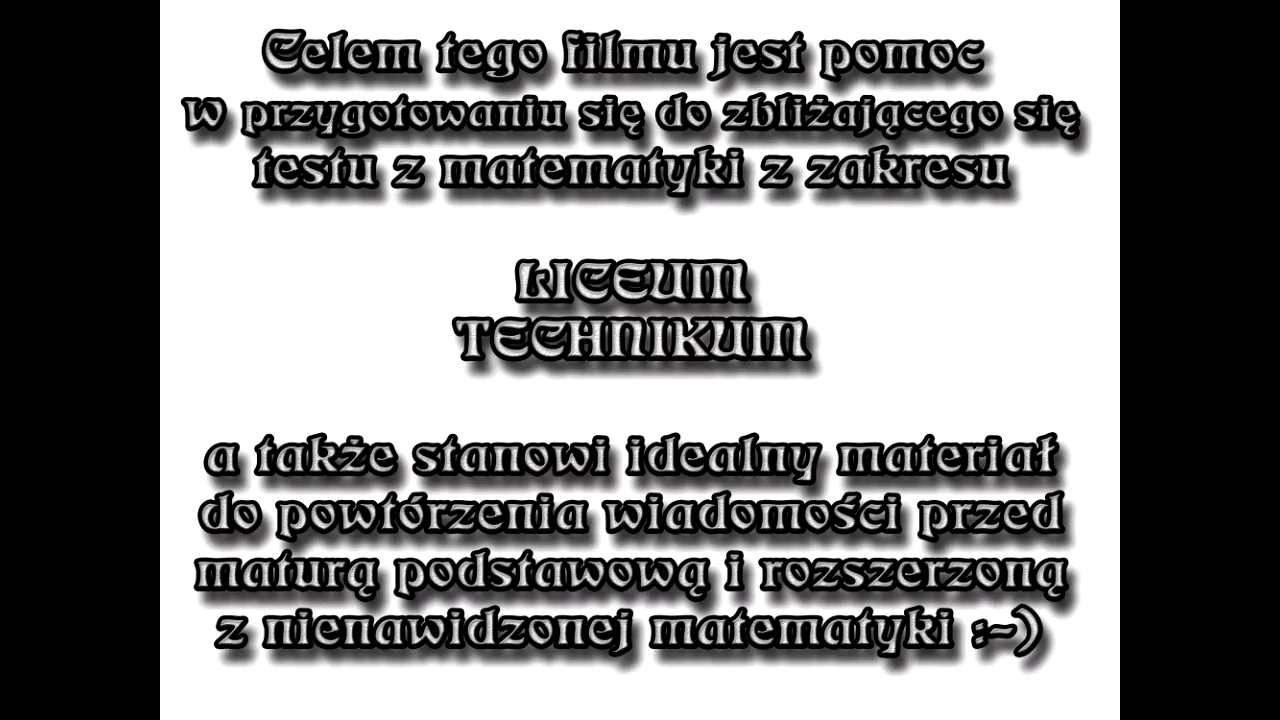 Celem tego filmu jest pomoc
w przygotowaniu się do zbliżającego się
testu z matematyki z zakresu
LICEUM
TECHNIKUM
a także stanowi idealny materiał
do powtórzenia wiadomości przed
maturą podstawową i rozszerzoną
z nienawidzonej matematyki :-)